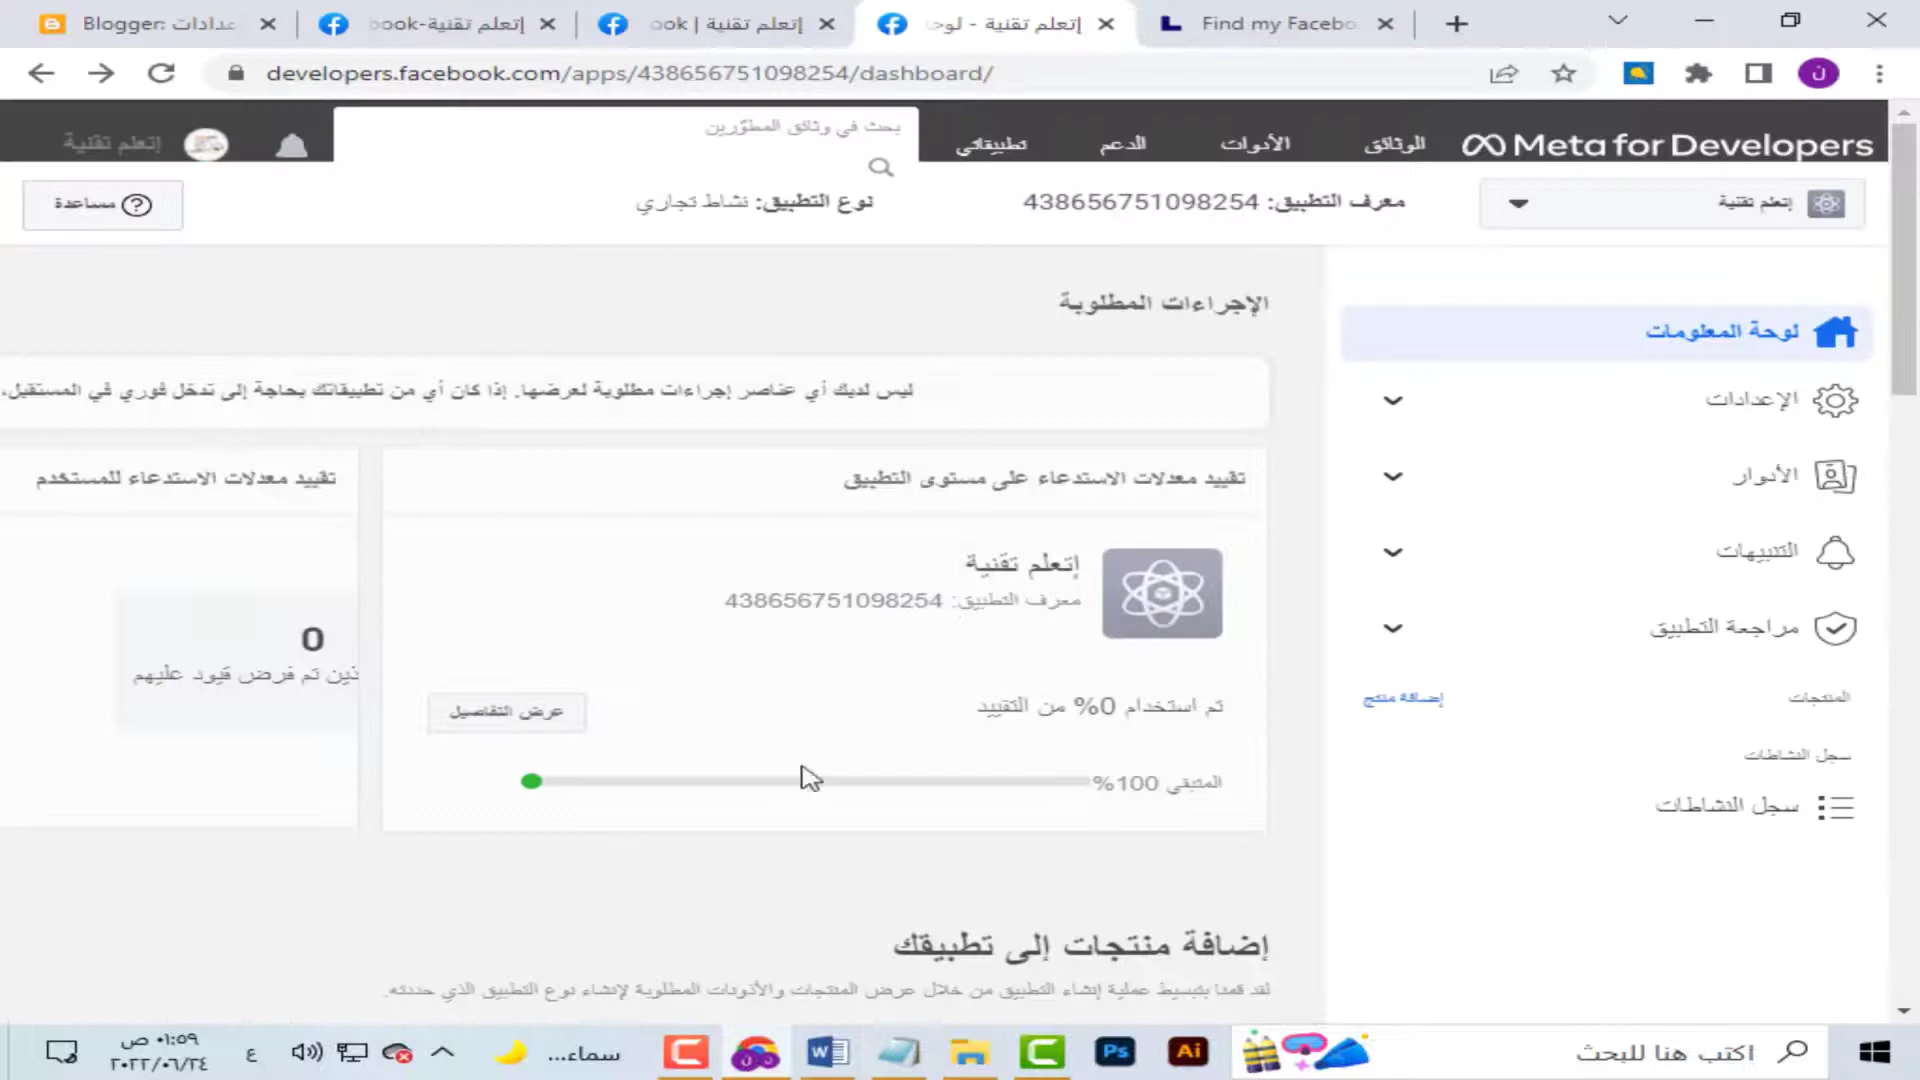 Blogger: عدادات
إتعلم تقنية-book
إتعلم تقنية | ook
إتعلم تقنية - لوحا
Find my Facebo
developers.facebook.com/apps/438656751098254/dashboard/
ن
Meta for Developers
الوثائق
الأدوات
الدعم
تطبيقاتي
بحث في وثائق المطوّرين
إتعلم تقنية
إتعلم تقنية
معرف التطبيق: 438656751098254
نوع التطبيق: نشاط تجاري
مساعدة
لوحة المعلومات
الإعدادات
الأدوار
التنبيهات
مراجعة التطبيق
المنتجات
إضافة منتج
سجل النشاطات
سجل النشاطات
الإجراءات المطلوبة
ليس لديك أي عناصر إجراءات مطلوبة لعرضها. إذا كان أي من تطبيقاتك بحاجة إلى تدخل فوري في المستقبل،
تقييد معدلات الاستدعاء على مستوى التطبيق
إتعلم تقنية
معرف التطبيق: 438656751098254
تم استخدام 0% من التقييد
عرض التفاصيل
المتبقي 100%
تقييد معدلات الاستدعاء للمستخدم
0
ذين تم فرض قيود عليهم
إضافة منتجات إلى تطبيقك
لقد قمنا بتبسيط عملية إنشاء التطبيق من خلال عرض المنتجات والأذونات المطلوبة لإنشاء نوع التطبيق الذي حددته.
اكتب هنا للبحث
Ai
Ps
سماء...
ع
٠١:٥٩ ص
٢٠٢٢/٠٦/٢٤